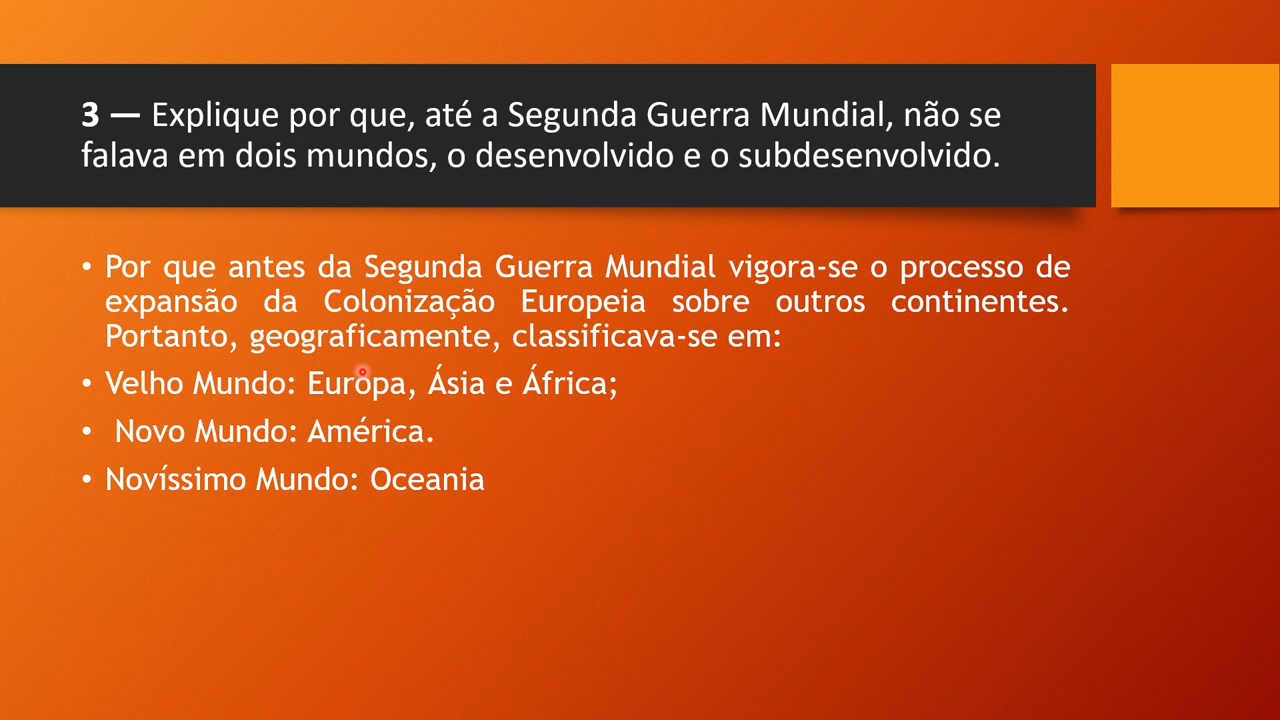 3 — Explique por que, até a Segunda Guerra Mundial, não se
falava em dois mundos, o desenvolvido e o subdesenvolvido.
• Por que antes da Segunda Guerra Mundial vigora-se o processo de
expansão da Colonização Europeia sobre outros continentes.
Portanto, geograficamente, classificava-se em:
• Velho Mundo: Europa, Ásia e África;
• Novo Mundo: América.
• Novíssimo Mundo: Oceania